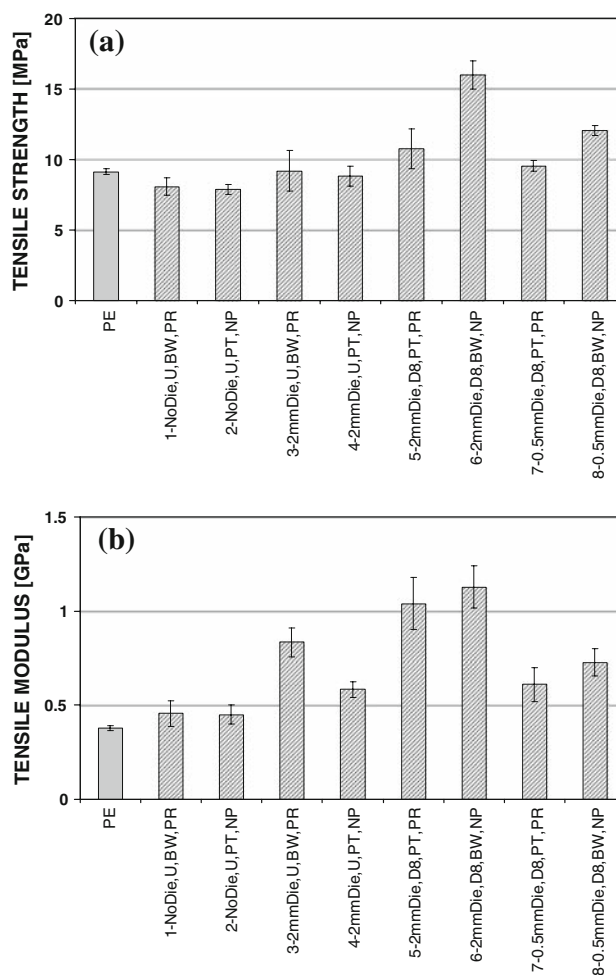 (a)
TENSILE STRENGTH [MPa]
20
15
10
5
0
PE
1-NoDie,U,BW,PR
2-NoDie,U,PT,NP
3-2mmDie,U,BW,PR
4-2mmDie,U,PT,NP
5-2mmDie,D8,PT,PR
6-2mmDie,D8,BW,NP
7-0.5mmDie,D8,PT,PR
8-0.5mmDie,D8,BW,NP
(b)
TENSILE MODULUS [GPa]
1.5
1
0.5
0
PE
1-NoDie,U,BW,PR
2-NoDie,U,PT,NP
3-2mmDie,U,BW,PR
4-2mmDie,U,PT,NP
5-2mmDie,D8,PT,PR
6-2mmDie,D8,BW,NP
7-0.5mmDie,D8,PT,PR
8-0.5mmDie,D8,BW,NP